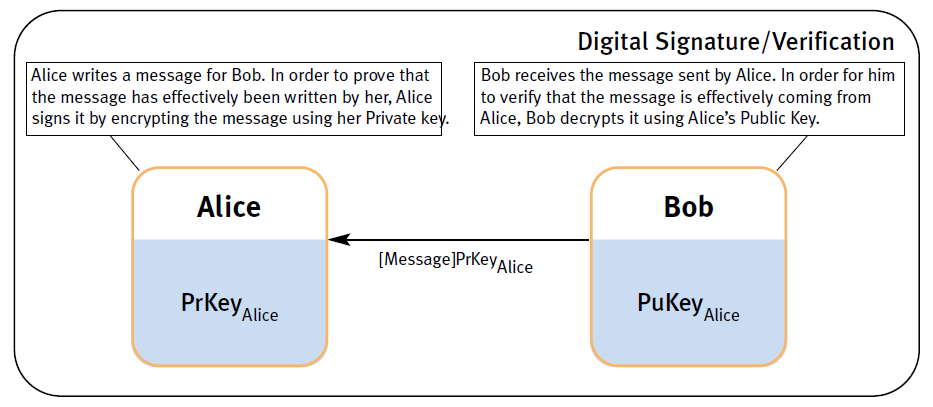 Digital Signature/Verification
Alice writes a message for Bob. In order to prove that
the message has effectively been written by her, Alice
signs it by encrypting the message using her Private key.
Bob receives the message sent by Alice. In order for him
to verify that the message is effectively coming from
Alice, Bob decrypts it using Alice's Public Key.
Alice
Bob
[Message]PrKeyAlice
PrKeyAlice
PuKeyAlice